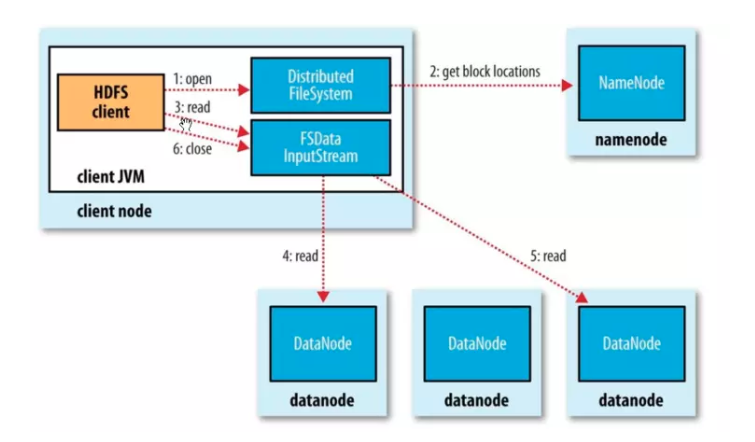 1: open
Distributed
FileSystem
2: get block locations
NameNode
namenode
HDFS
client
3: read
FSData
InputStream
6: close
client JVM
client node
4: read
5: read
DataNode
DataNode
DataNode
datanode
datanode
datanode